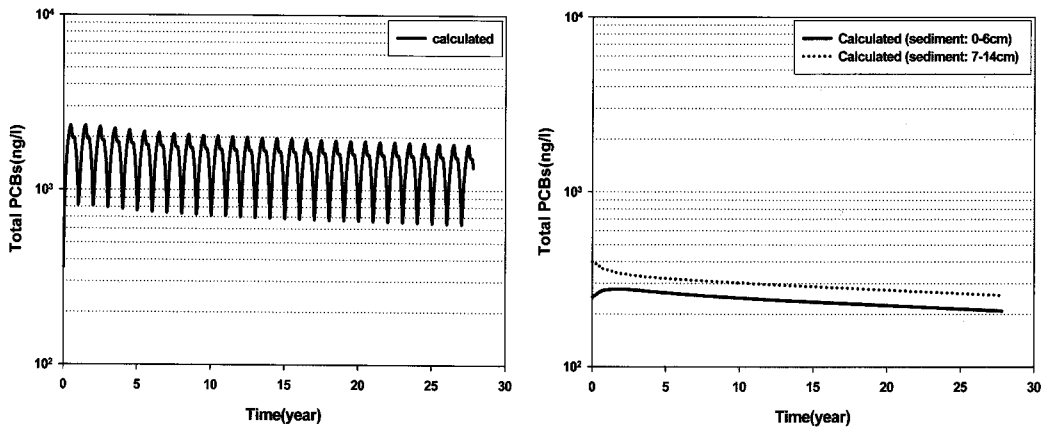 10⁴
calculated
10³
10²
Total PCBs(ng/l)
0 5 10 15 20 25 30
Time(year)
10⁴
Calculated (sediment: 0-6cm)
Calculated (sediment: 7-14cm)
10³
10²
Total PCBs(ng/l)
0 5 10 15 20 25 30
Time(year)